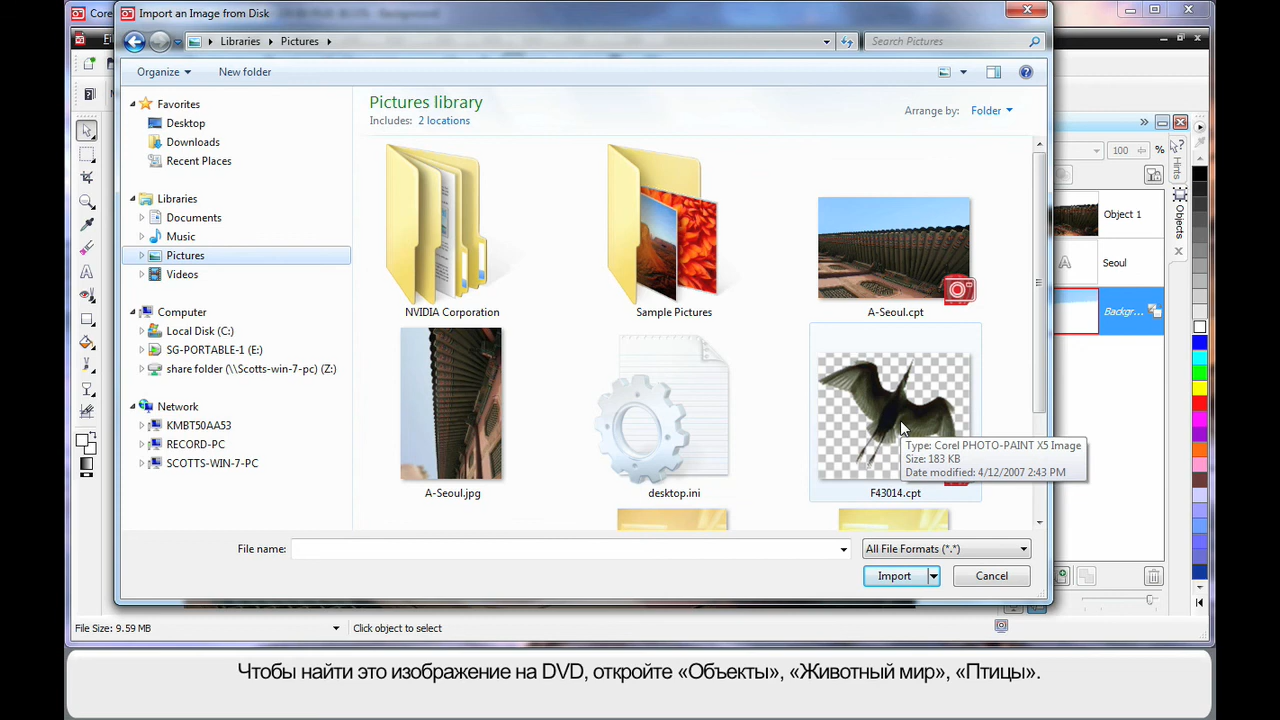 Core
Import an Image from Disk
Libraries
Pictures
Search Pictures
Organize
New folder
Favorites
Desktop
Downloads
Recent Places
Libraries
Documents
Music
Pictures
Videos
Computer
Local Disk (C:)
SG-PORTABLE-1 (E:)
share folder (\\Scotts-win-7-pc) (Z:)
Network
KMBT50AA53
RECORD-PC
SCOTTS-WIN-7-PC
Pictures library
Includes: 2 locations
Arrange by: Folder
NVIDIA Corporation
Sample Pictures
A-Seoul.cpt
A-Seoul.jpg
desktop.ini
F43014.cpt
Type: Corel PHOTO-PAINT X5 Image
Size: 183 KB
Date modified: 4/12/2007 2:43 PM
File name:
All File Formats (*.*)
Import
Cancel
100 %
Hints
Objects
Object 1
Seoul
Backgr...
File Size: 9.59 MB
Click object to select
Чтобы найти это изображение на DVD, откройте «Объекты», «Животный мир», «Птицы».